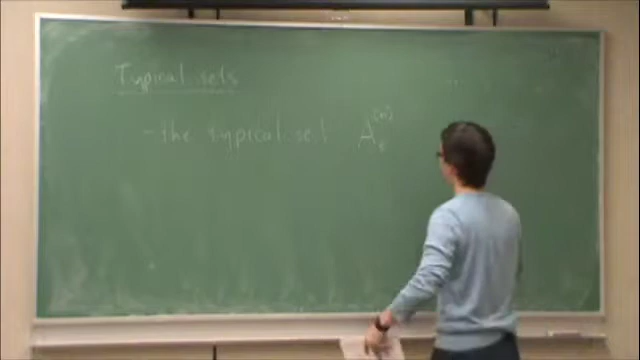 Typical sets
- the typical set A_ε^(n)